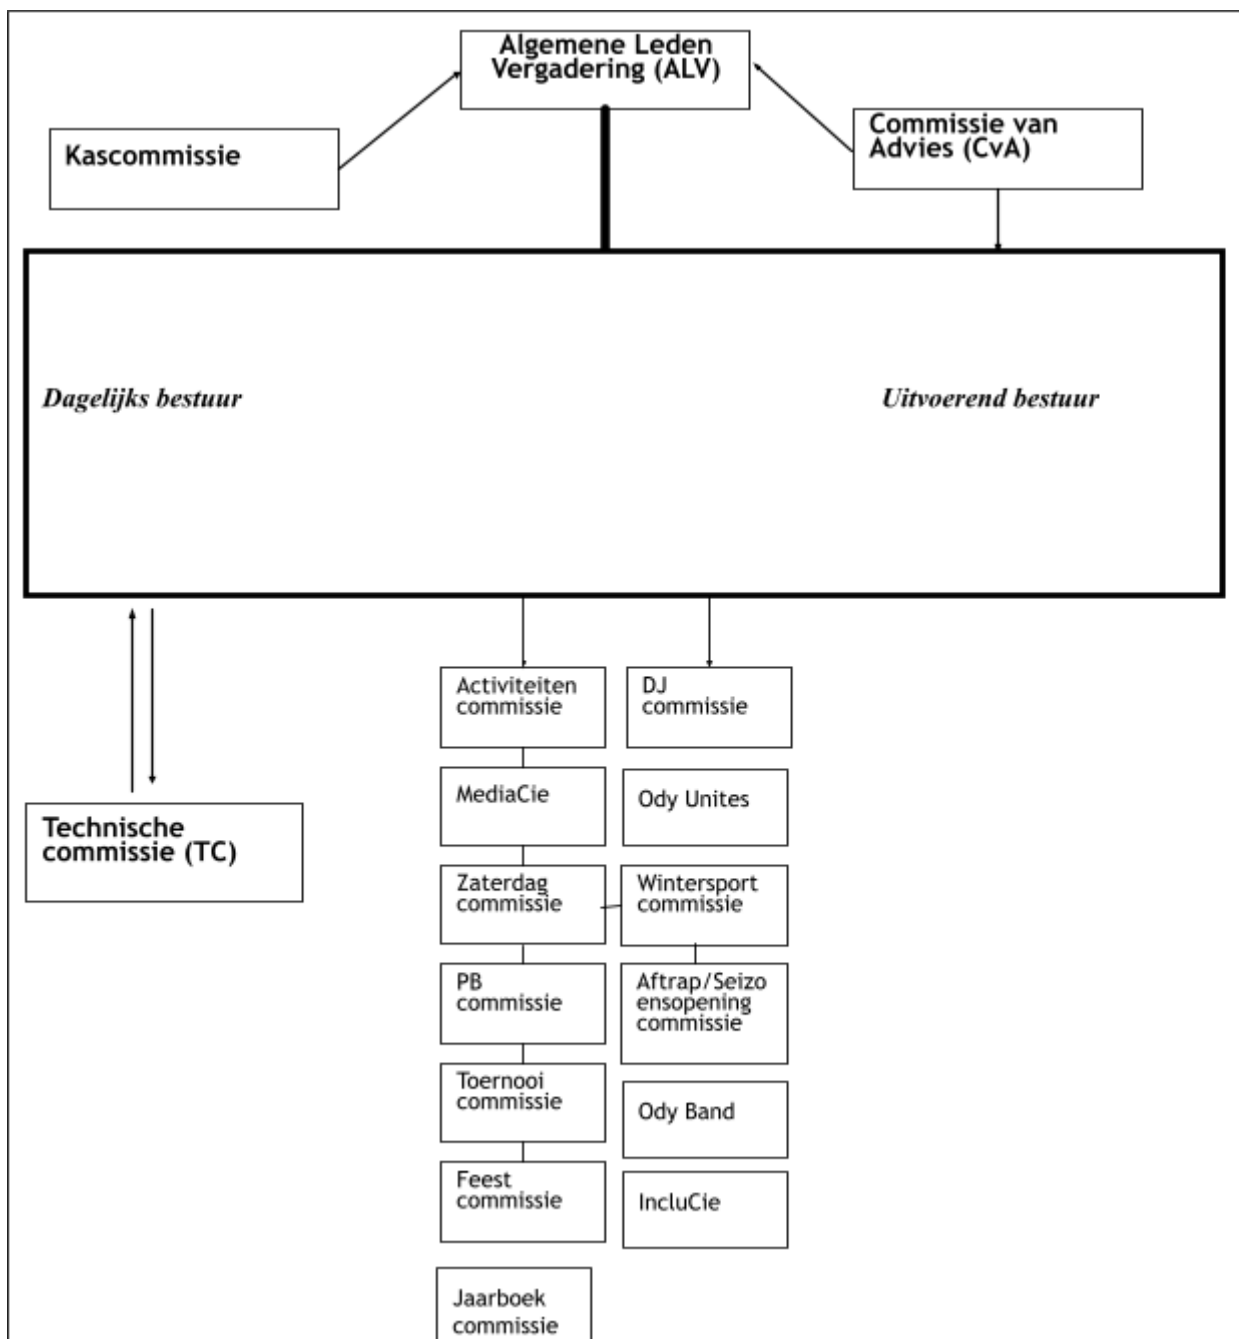 Algemene Leden
Vergadering (ALV)
Kascommissie
Commissie van
Advies (CvA)
Dagelijks bestuur
Uitvoerend bestuur
Technische
commissie (TC)
Activiteiten
commissie
MediaCie
Zaterdag
commissie
PB
commissie
Toernooi
commissie
Feest
commissie
Jaarboek
commissie
DJ
commissie
Ody Unites
Wintersport
commissie
Aftrap/Seizo
ensopening
commissie
Ody Band
IncluCie